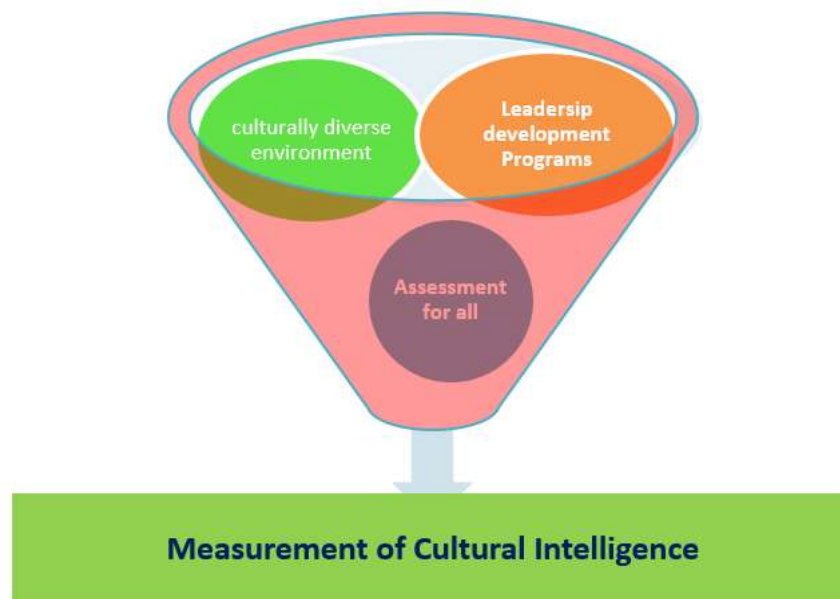 culturally diverse
environment
Leadersip
development
Programs
Assessment
for all
Measurement of Cultural Intelligence